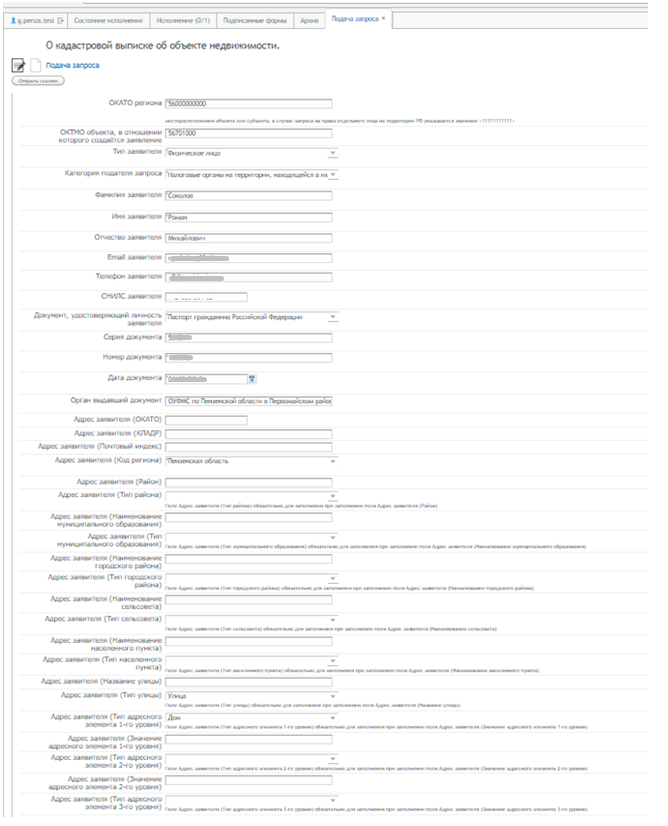 g.penza.test Состояние исполнения Исполнение (0/1) Подписанные формы Архив Подача запроса ×
О кадастровой выписке об объекте недвижимости.
Подача запроса
Открыть ссылки
ОКАТО региона *56000000000
местоположения объекта или субъекта, в случае запроса на права отдельного лица на территории РФ указывается значение <11111111111>
ОКТМО объекта, в отношении 56701000
которого создаётся заявление
Тип заявителя *Физическое лицо
Категория подателя запроса *Налоговые органы на территории, находящейся в их
Фамилия заявителя *Соколов
Имя заявителя *Роман
Отчество заявителя Михайлович
Email заявителя
Телефон заявителя
СНИЛС заявителя
Документ, удостоверяющий личность *Паспорт гражданина Российской Федерации
заявителя
Серия документа
Номер документа
Дата документа
Орган выдавший документ ОУФМС по Пензенской области в Первомайском район
Адрес заявителя (ОКАТО)
Адрес заявителя (КЛАДР)
Адрес заявителя (Почтовый индекс)
Адрес заявителя (Код региона) *Пензенская область
Адрес заявителя (Район)
Адрес заявителя (Тип района)
Поле Адрес заявителя (Тип района) обязательно для заполнения при заполнении поля Адрес заявителя (Район)
Адрес заявителя (Наименование
муниципального образования)
Адрес заявителя (Тип
муниципального образования)
Поле Адрес заявителя (Тип муниципального образования) обязательно для заполнения при заполнении поля Адрес заявителя (Наименование муниципального образования)
Адрес заявителя (Наименование
городского района)
Адрес заявителя (Тип городского
района)
Поле Адрес заявителя (Тип городского района) обязательно для заполнения при заполнении поля Адрес заявителя (Наименование городского района)
Адрес заявителя (Наименование
сельсовета)
Адрес заявителя (Тип сельсовета)
Поле Адрес заявителя (Тип сельсовета) обязательно для заполнения при заполнении поля Адрес заявителя (Наименование сельсовета)
Адрес заявителя (Наименование
населенного пункта)
Адрес заявителя (Тип населенного
пункта)
Поле Адрес заявителя (Тип населенного пункта) обязательно для заполнения при заполнении поля Адрес заявителя (Наименование населенного пункта)
Адрес заявителя (Название улицы)
Адрес заявителя (Тип улицы) Улица
Поле Адрес заявителя (Тип улицы) обязательно для заполнения при заполнении поля Адрес заявителя (Название улицы)
Адрес заявителя (Тип адресного Дом
элемента 1-го уровня)
Поле Адрес заявителя (Тип адресного элемента 1-го уровня) обязательно для заполнения при заполнении поля Адрес заявителя (Значение адресного элемента 1-го уровня)
Адрес заявителя (Значение
адресного элемента 1-го уровня)
Адрес заявителя (Тип адресного
элемента 2-го уровня)
Поле Адрес заявителя (Тип адресного элемента 2-го уровня) обязательно для заполнения при заполнении поля Адрес заявителя (Значение адресного элемента 2-го уровня)
Адрес заявителя (Значение
адресного элемента 2-го уровня)
Адрес заявителя (Тип адресного
элемента 3-го уровня)
Поле Адрес заявителя (Тип адресного элемента 3-го уровня) обязательно для заполнения при заполнении поля Адрес заявителя (Значение адресного элемента 3-го уровня)